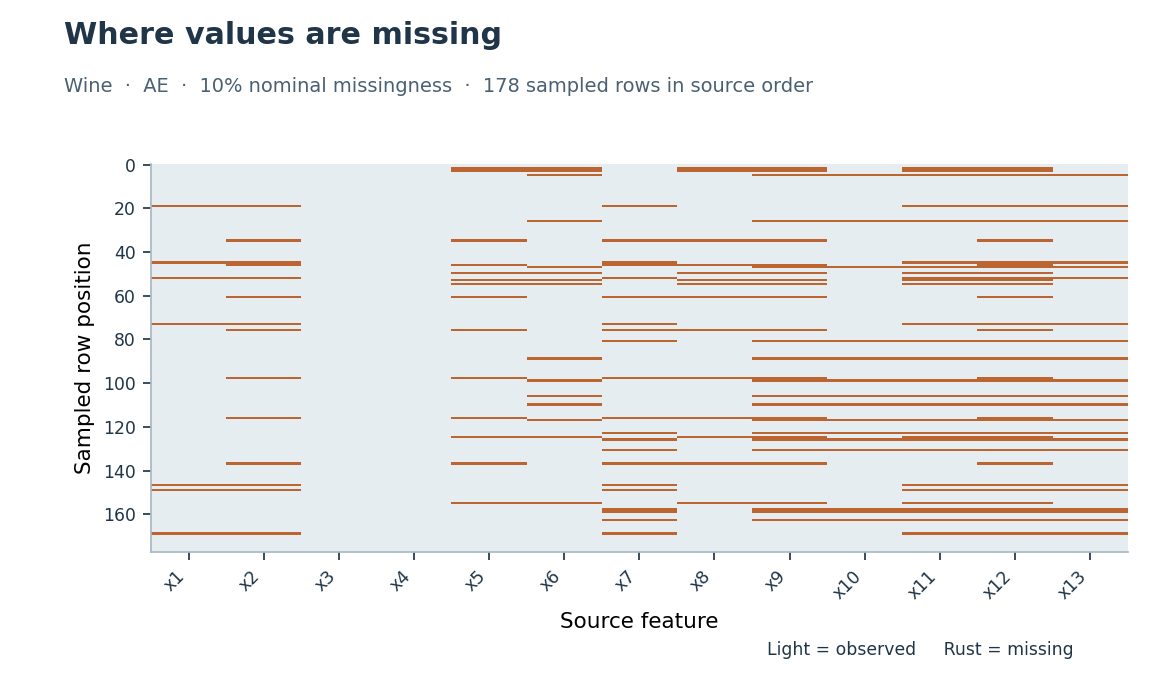 Where values are missing
Wine · AE · 10% nominal missingness · 178 sampled rows in source order
0
20
40
60
80
100
120
140
160
Sampled row position
x1 x2 x3 x4 x5 x6 x7 x8 x9 x10 x11 x12 x13
Source feature
Light = observed Rust = missing